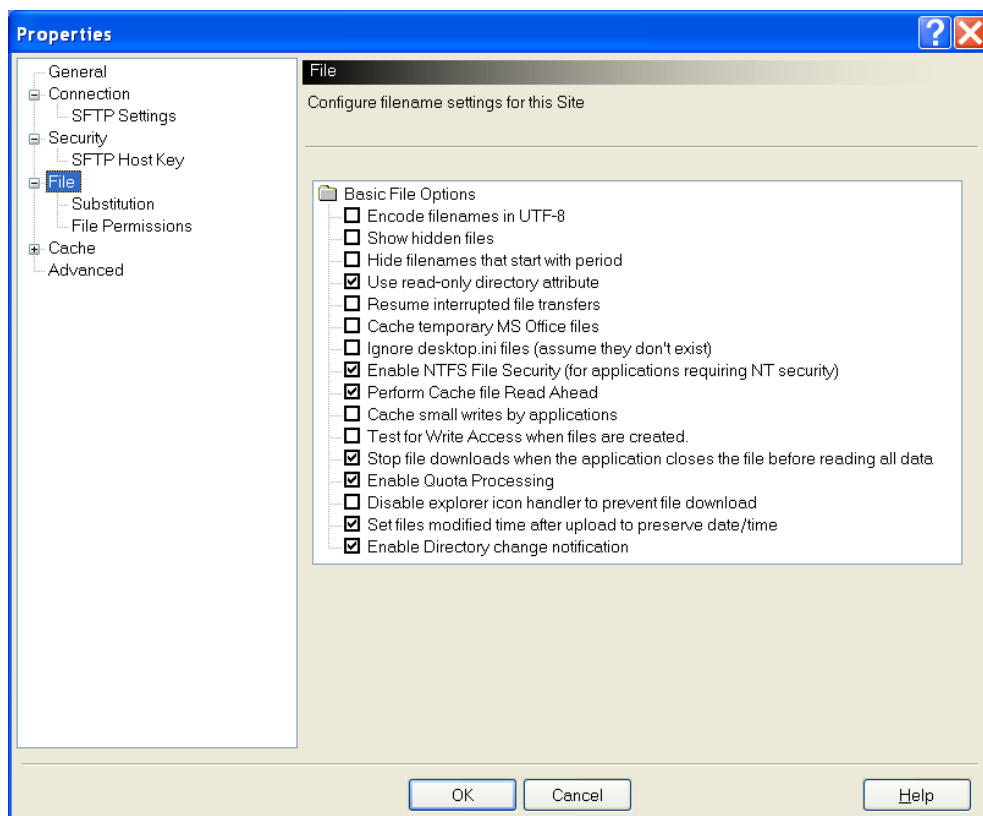 Properties
General
Connection
SFTP Settings
Security
SFTP Host Key
File
Substitution
File Permissions
Cache
Advanced
File
Configure filename settings for this Site
Basic File Options
Encode filenames in UTF-8
Show hidden files
Hide filenames that start with period
Use read-only directory attribute
Resume interrupted file transfers
Cache temporary MS Office files
Ignore desktop.ini files (assume they don't exist)
Enable NTFS File Security (for applications requiring NT security)
Perform Cache file Read Ahead
Cache small writes by applications
Test for Write Access when files are created.
Stop file downloads when the application closes the file before reading all data
Enable Quota Processing
Disable explorer icon handler to prevent file download
Set files modified time after upload to preserve date/time
Enable Directory change notification
OK
Cancel
Help